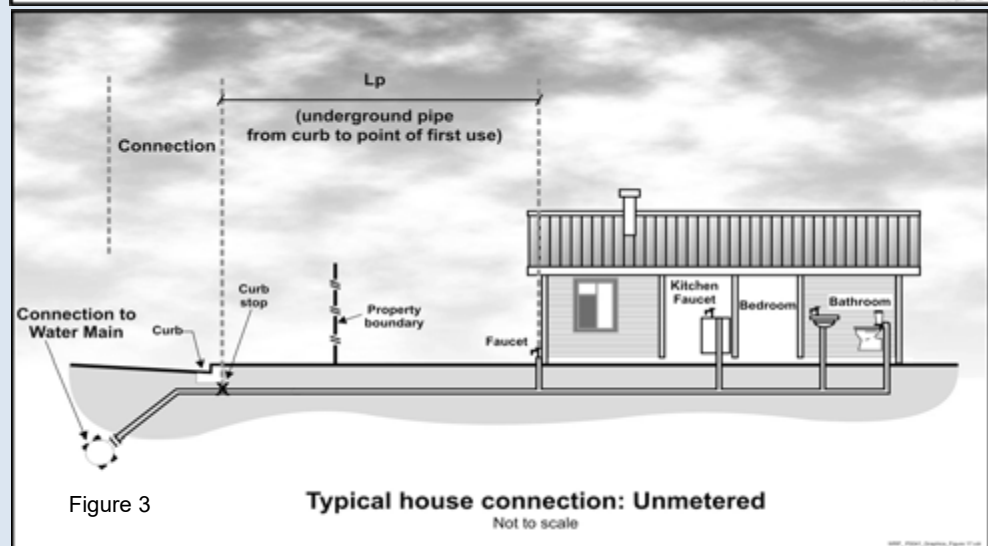 Lp
(underground pipe
from curb to point of first use)
Connection
Connection to
Water Main
Curb
Curb
stop
Property
boundary
Faucet
Kitchen
Faucet
Bedroom
Bathroom
Figure 3
Typical house connection: Unmetered
Not to scale